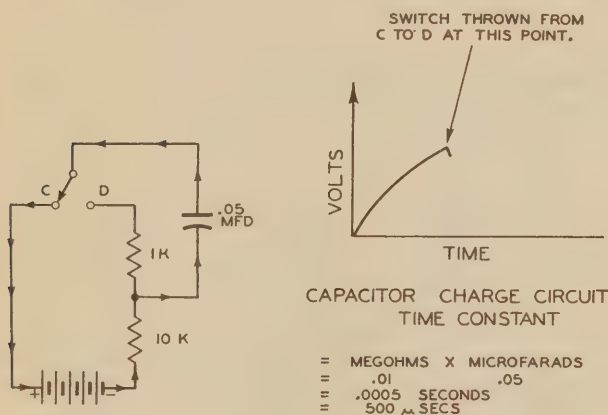 SWITCH THROWN FROM
C TO D AT THIS POINT.
VOLTS
TIME
C
D
.05
MFD
1K
10 K
+
-
CAPACITOR CHARGE CIRCUIT
TIME CONSTANT
= MEGOHMS X MICROFARADS
= .01 .05
= .0005 SECONDS
= 500 μ SECS